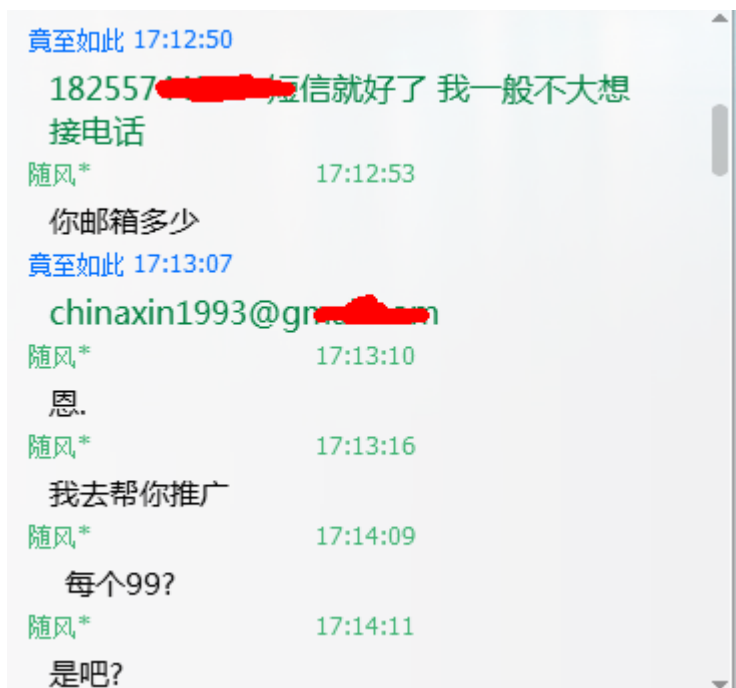 竟至如此 17:12:50
182557 短信就好了 我一般不大想
接电话
随风* 17:12:53
你邮箱多少
竟至如此 17:13:07
chinaxin1993@gm
随风* 17:13:10
恩.
随风* 17:13:16
我去帮你推广
随风* 17:14:09
每个99?
随风* 17:14:11
是吧?